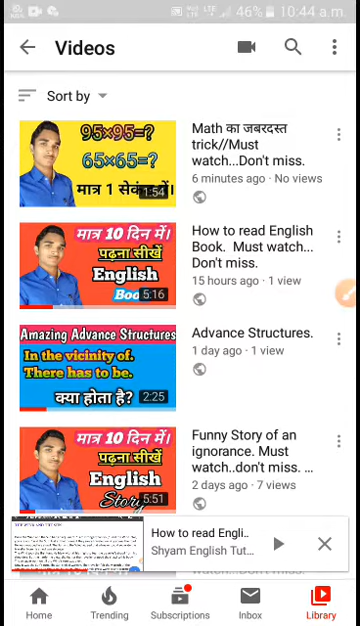 46% 10:44 a.m.
Videos
Sort by
95x95=?
65x65=?
मात्र 1 सेकंड में।
1:54
Math का जबरदस्त
trick//Must
watch...Don't miss.
6 minutes ago · No views
मात्र 10 दिन में।
पढ़ना सीखें
English
Boo
5:16
How to read English
Book. Must watch...
Don't miss.
15 hours ago · 1 view
Amazing Advance Structures
In the vicinity of.
There has to be.
क्या होता है?
2:25
Advance Structures.
1 day ago · 1 view
मात्र 10 दिन में।
पढ़ना सीखें
English
Story
5:51
Funny Story of an
ignorance. Must
watch..don't miss. ...
2 days ago · 7 views
How to read Engli..
Shyam English Tut...
Home
Trending
Subscriptions
Inbox
Library